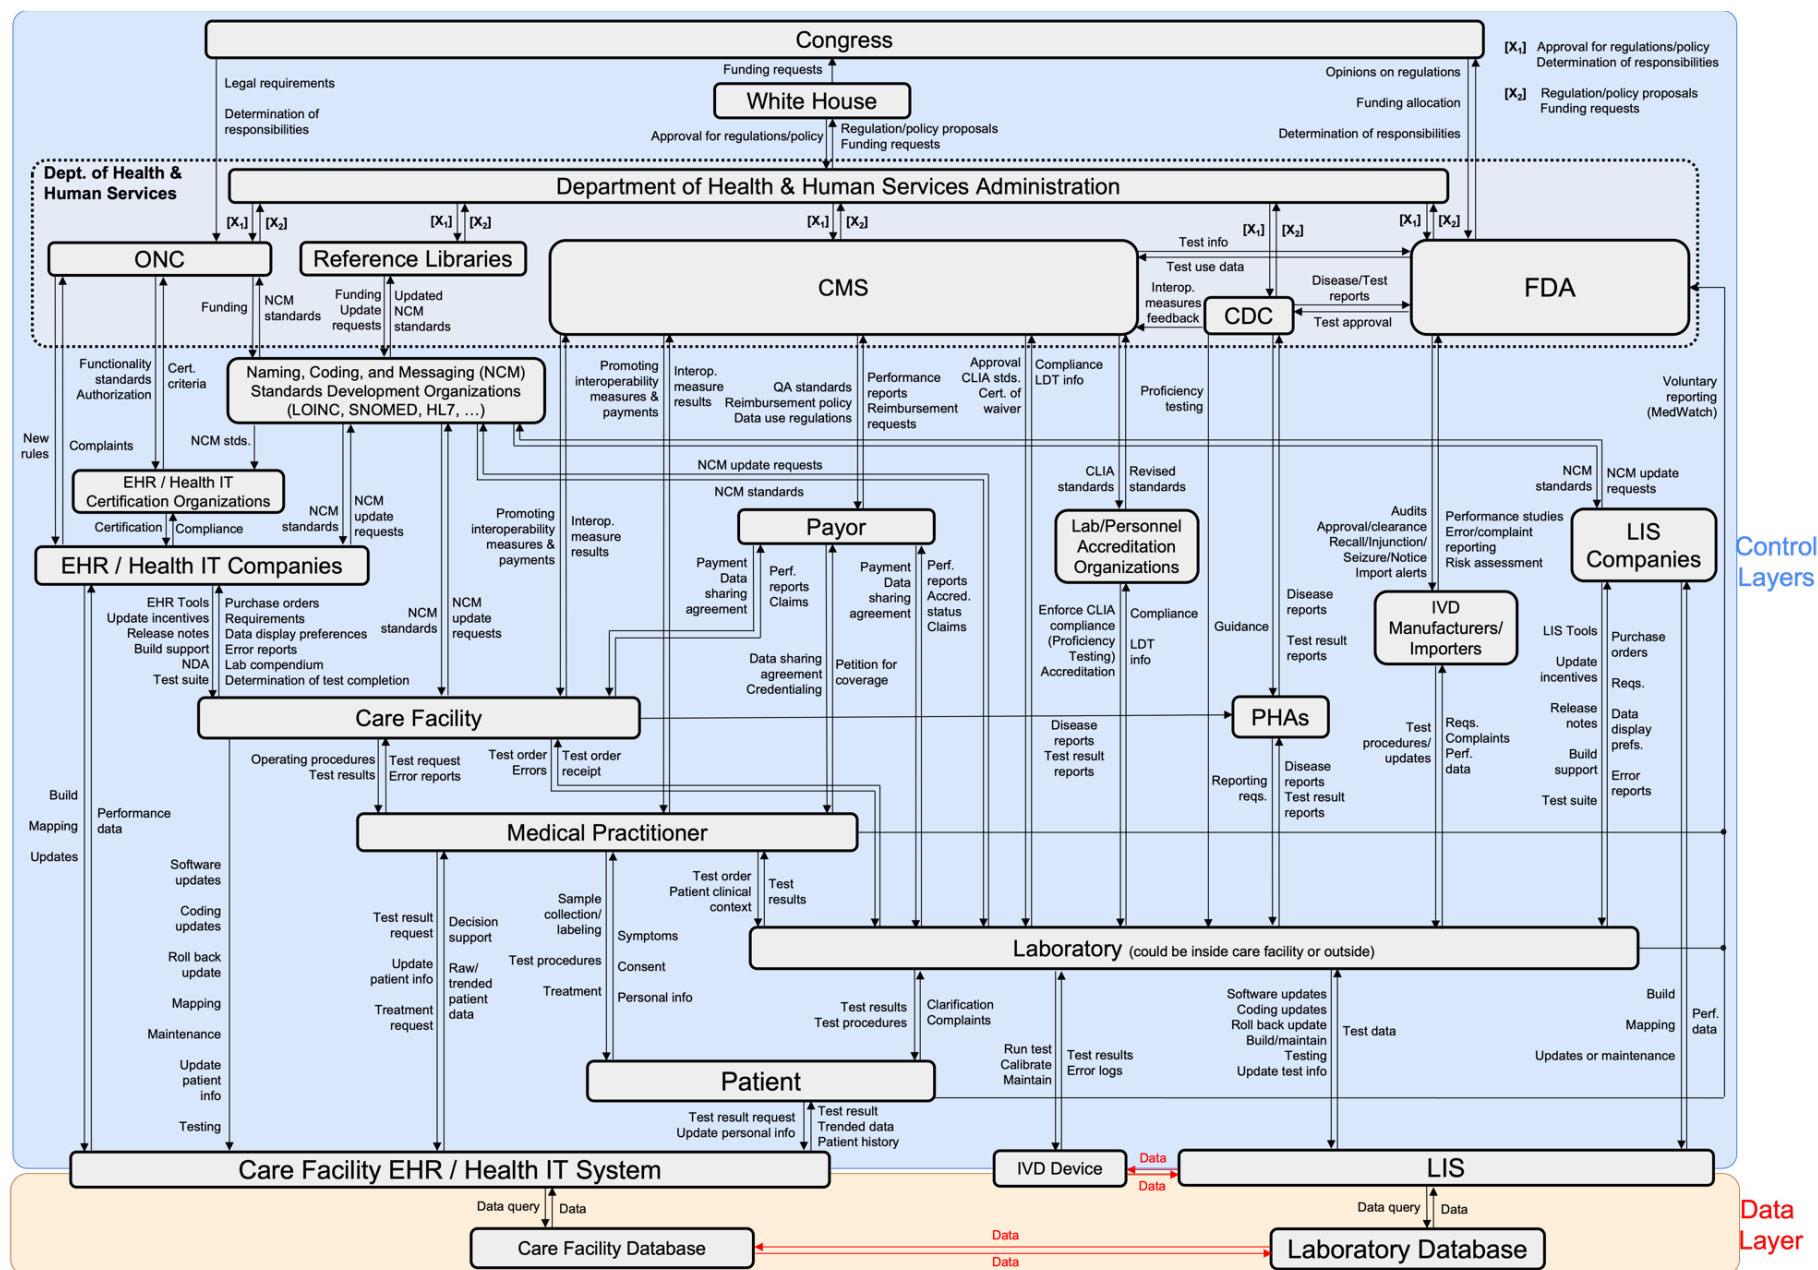 Congress
[X₁] Approval for regulations/policy
Determination of responsibilities
[X₂] Regulation/policy proposals
Funding requests
Legal requirements
Determination of
responsibilities
Funding requests
White House
Approval for regulations/policy
Regulation/policy proposals
Funding requests
Opinions on regulations
Funding allocation
Determination of responsibilities
Dept. of Health &
Human Services
Department of Health & Human Services Administration
[X₁] [X₂]
[X₁] [X₂]
[X₁] [X₂]
[X₁] [X₂]
[X₁] [X₂]
ONC
Reference Libraries
CMS
Test info
Test use data
Interop.
measures
feedback
CDC
Disease/Test
reports
Test approval
FDA
Funding
NCM
standards
Funding
Update
requests
Updated
NCM
standards
Functionality
standards
Authorization
Cert.
criteria
Naming, Coding, and Messaging (NCM)
Standards Development Organizations
(LOINC, SNOMED, HL7, ...)
Promoting
interoperability
measures &
payments
Interop.
measure
results
QA standards
Reimbursement policy
Data use regulations
Performance
reports
Reimbursement
requests
Approval
CLIA stds.
Cert. of
waiver
Compliance
LDT info
Proficiency
testing
Voluntary
reporting
(MedWatch)
New
rules
Complaints
NCM stds.
EHR / Health IT
Certification Organizations
NCM update requests
NCM standards
CLIA
standards
Revised
standards
NCM
standards
NCM update
requests
Certification
Compliance
NCM
standards
NCM
update
requests
Promoting
interoperability
measures &
payments
Interop.
measure
results
Payor
Lab/Personnel
Accreditation
Organizations
Audits
Approval/clearance
Recall/Injunction/
Seizure/Notice
Import alerts
Performance studies
Error/complaint
reporting
Risk assessment
LIS
Companies
Control
Layers
EHR / Health IT Companies
EHR Tools
Update incentives
Release notes
Build support
NDA
Test suite
Purchase orders
Requirements
Data display preferences
Error reports
Lab compendium
Determination of test completion
NCM
standards
NCM
update
requests
Payment
Data
sharing
agreement
Perf.
reports
Claims
Payment
Data
sharing
agreement
Perf.
reports
Accred.
status
Claims
Enforce CLIA
compliance
(Proficiency
Testing)
Accreditation
Compliance
LDT
info
Guidance
Disease
reports
Test result
reports
IVD
Manufacturers/
Importers
LIS Tools
Update
incentives
Release
notes
Build
support
Test suite
Purchase
orders
Reqs.
Data
display
prefs.
Error
reports
Data sharing
agreement
Credentialing
Petition for
coverage
Care Facility
PHAs
Operating procedures
Test results
Test request
Error reports
Test order
Errors
Test order
receipt
Disease
reports
Test result
reports
Reporting
reqs.
Disease
reports
Test result
reports
Test
procedures/
updates
Reqs.
Complaints
Perf.
data
Build
Mapping
Updates
Performance
data
Medical Practitioner
Software
updates
Coding
updates
Roll back
update
Mapping
Maintenance
Update
patient
info
Testing
Test result
request
Update
patient info
Treatment
request
Decision
support
Raw/
trended
patient
data
Sample
collection/
labeling
Test procedures
Treatment
Symptoms
Consent
Personal info
Test order
Patient clinical
context
Test
results
Laboratory (could be inside care facility or outside)
Test results
Test procedures
Clarification
Complaints
Run test
Calibrate
Maintain
Test results
Error logs
Software updates
Coding updates
Roll back update
Build/maintain
Testing
Update test info
Test data
Build
Mapping
Updates or maintenance
Perf.
data
Patient
Test result request
Update personal info
Test result
Trended data
Patient history
Care Facility EHR / Health IT System
IVD Device
Data
Data
LIS
Data query
Data
Data query
Data
Care Facility Database
Data
Data
Laboratory Database
Data
Layer